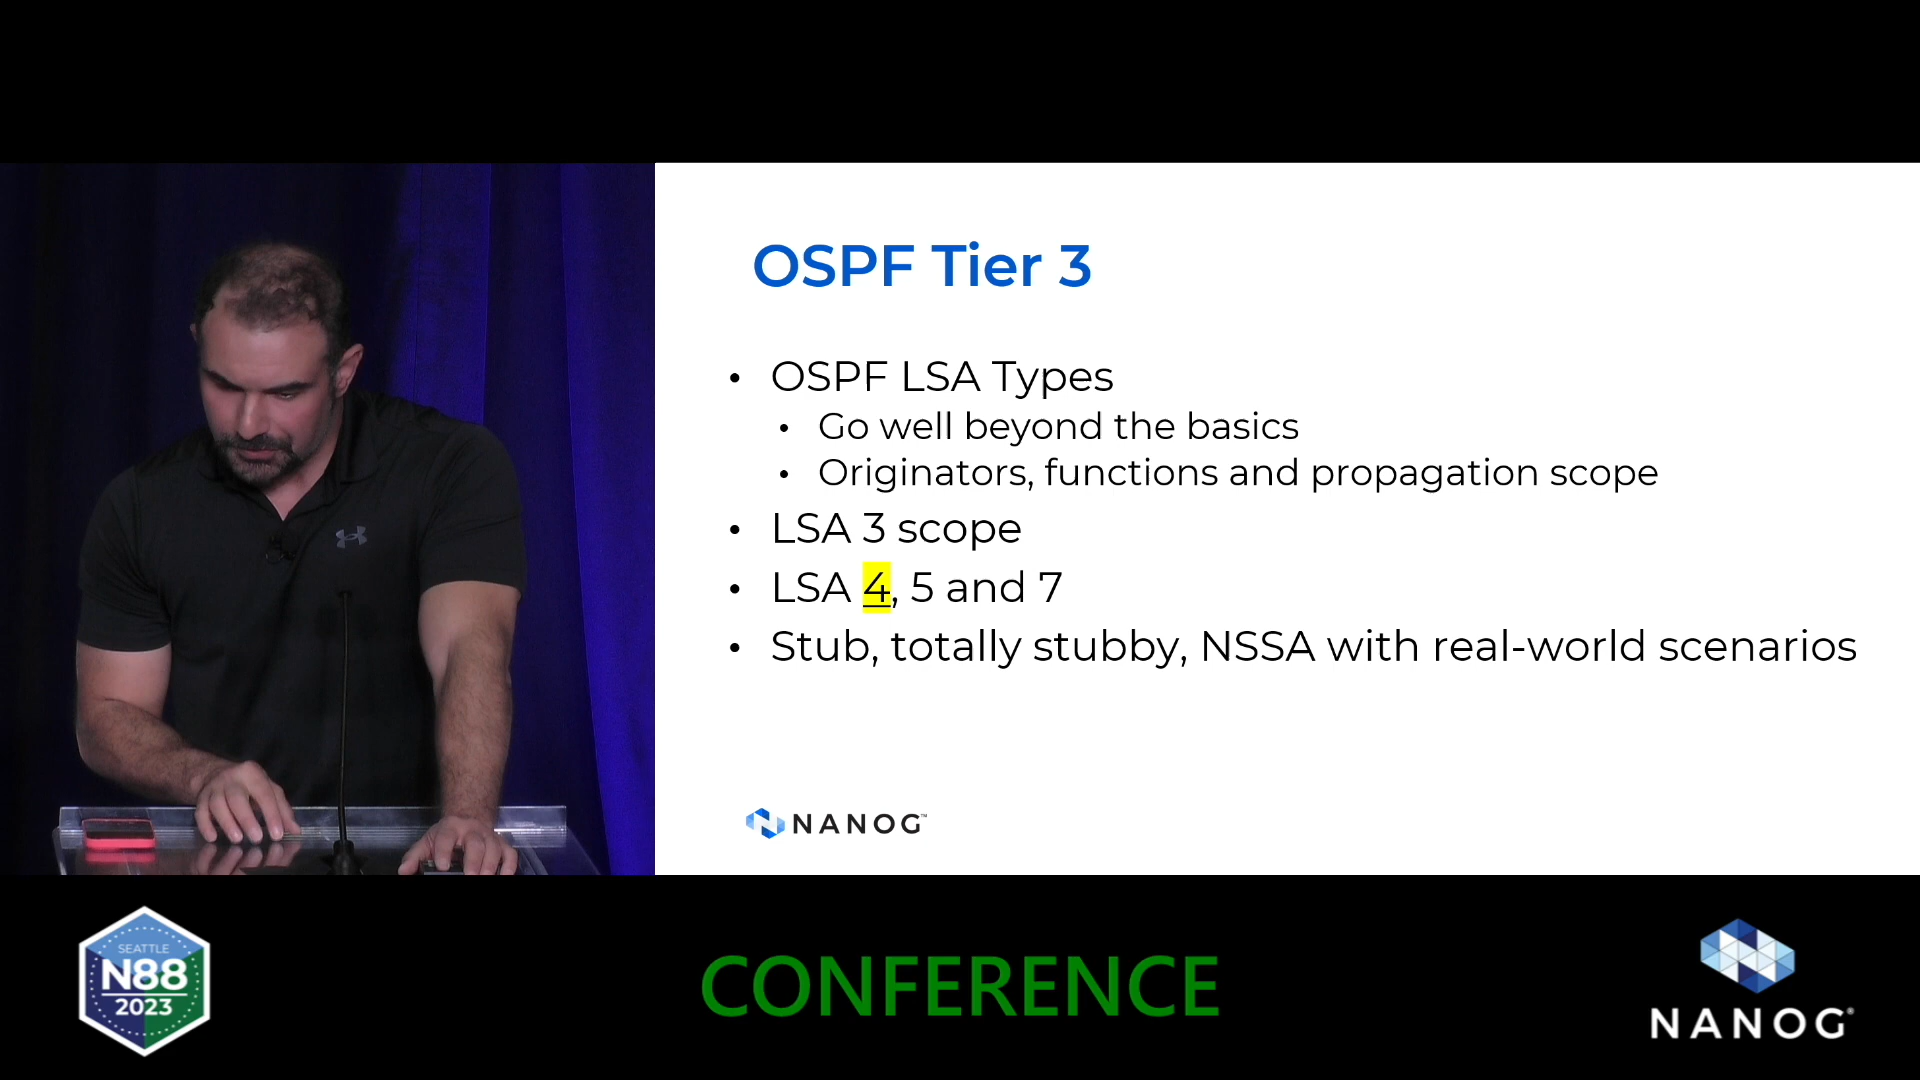 OSPF Tier 3
• OSPF LSA Types
• Go well beyond the basics
• Originators, functions and propagation scope
• LSA 3 scope
• LSA 4, 5 and 7
• Stub, totally stubby, NSSA with real-world scenarios
NANOG™
SEATTLE
N88
2023
CONFERENCE
NANOG®